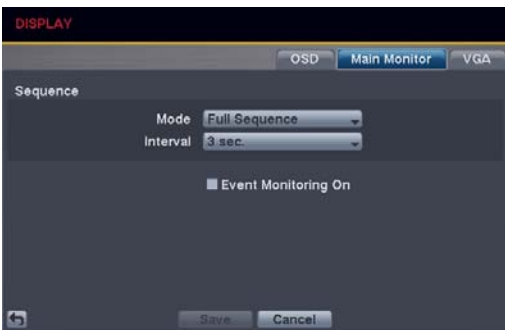 DISPLAY
OSD Main Monitor VGA
Sequence
Mode Full Sequence
Interval 3 sec.
Event Monitoring On
Save Cancel